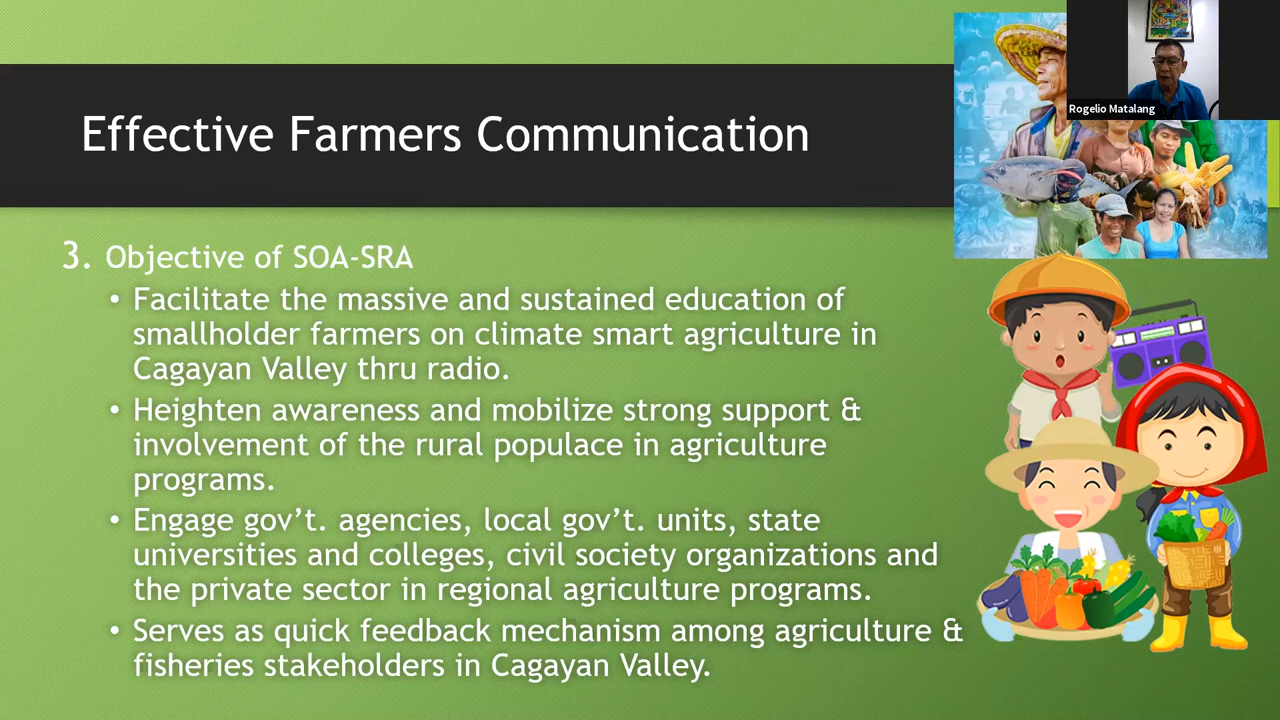 Rogelio Matalang
Effective Farmers Communication
3. Objective of SOA-SRA
• Facilitate the massive and sustained education of
smallholder farmers on climate smart agriculture in
Cagayan Valley thru radio.
• Heighten awareness and mobilize strong support &
involvement of the rural populace in agriculture
programs.
• Engage gov’t. agencies, local gov’t. units, state
universities and colleges, civil society organizations and
the private sector in regional agriculture programs.
• Serves as quick feedback mechanism among agriculture &
fisheries stakeholders in Cagayan Valley.